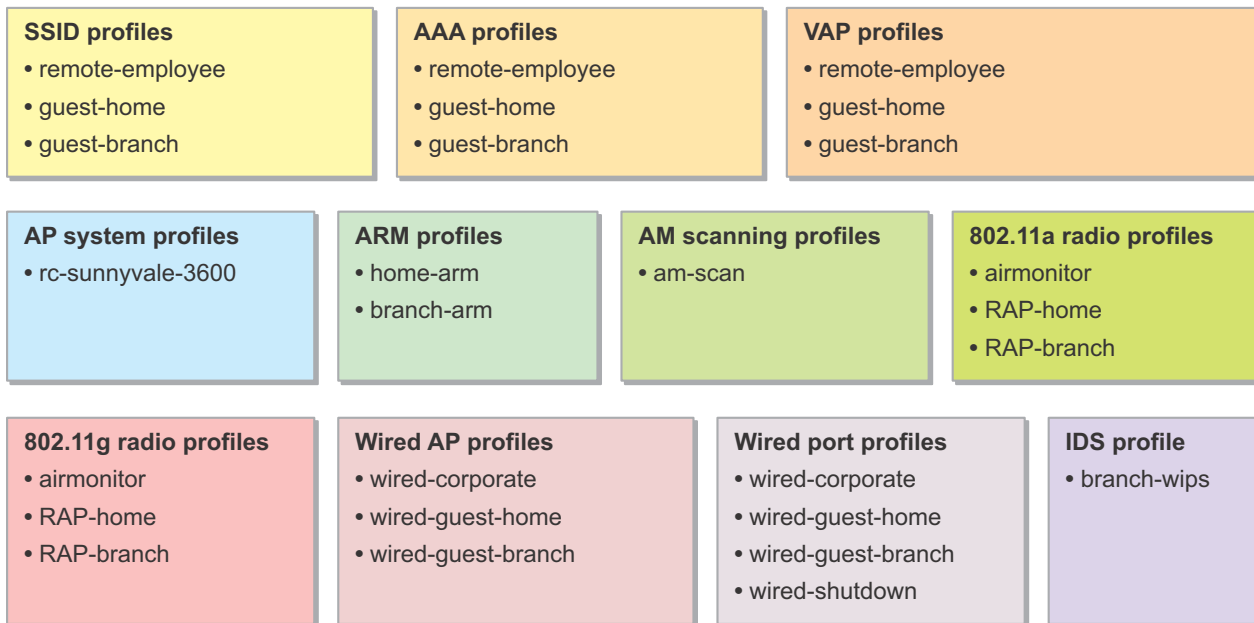 SSID profiles
• remote-employee
• guest-home
• guest-branch
AAA profiles
• remote-employee
• guest-home
• guest-branch
VAP profiles
• remote-employee
• guest-home
• guest-branch
AP system profiles
• rc-sunnyvale-3600
ARM profiles
• home-arm
• branch-arm
AM scanning profiles
• am-scan
802.11a radio profiles
• airmonitor
• RAP-home
• RAP-branch
802.11g radio profiles
• airmonitor
• RAP-home
• RAP-branch
Wired AP profiles
• wired-corporate
• wired-guest-home
• wired-guest-branch
Wired port profiles
• wired-corporate
• wired-guest-home
• wired-guest-branch
• wired-shutdown
IDS profile
• branch-wips